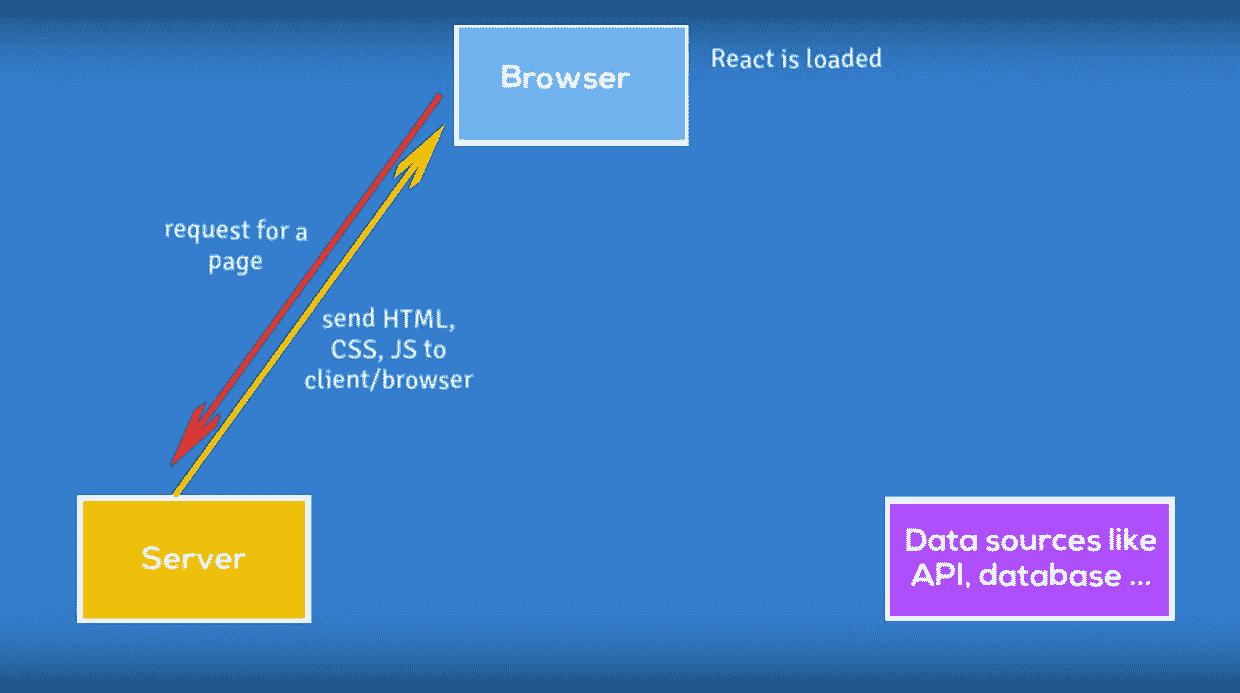 Browser
React is loaded
request for a
page
send HTML,
CSS, JS to
client/browser
Server
Data sources like
API, database ...